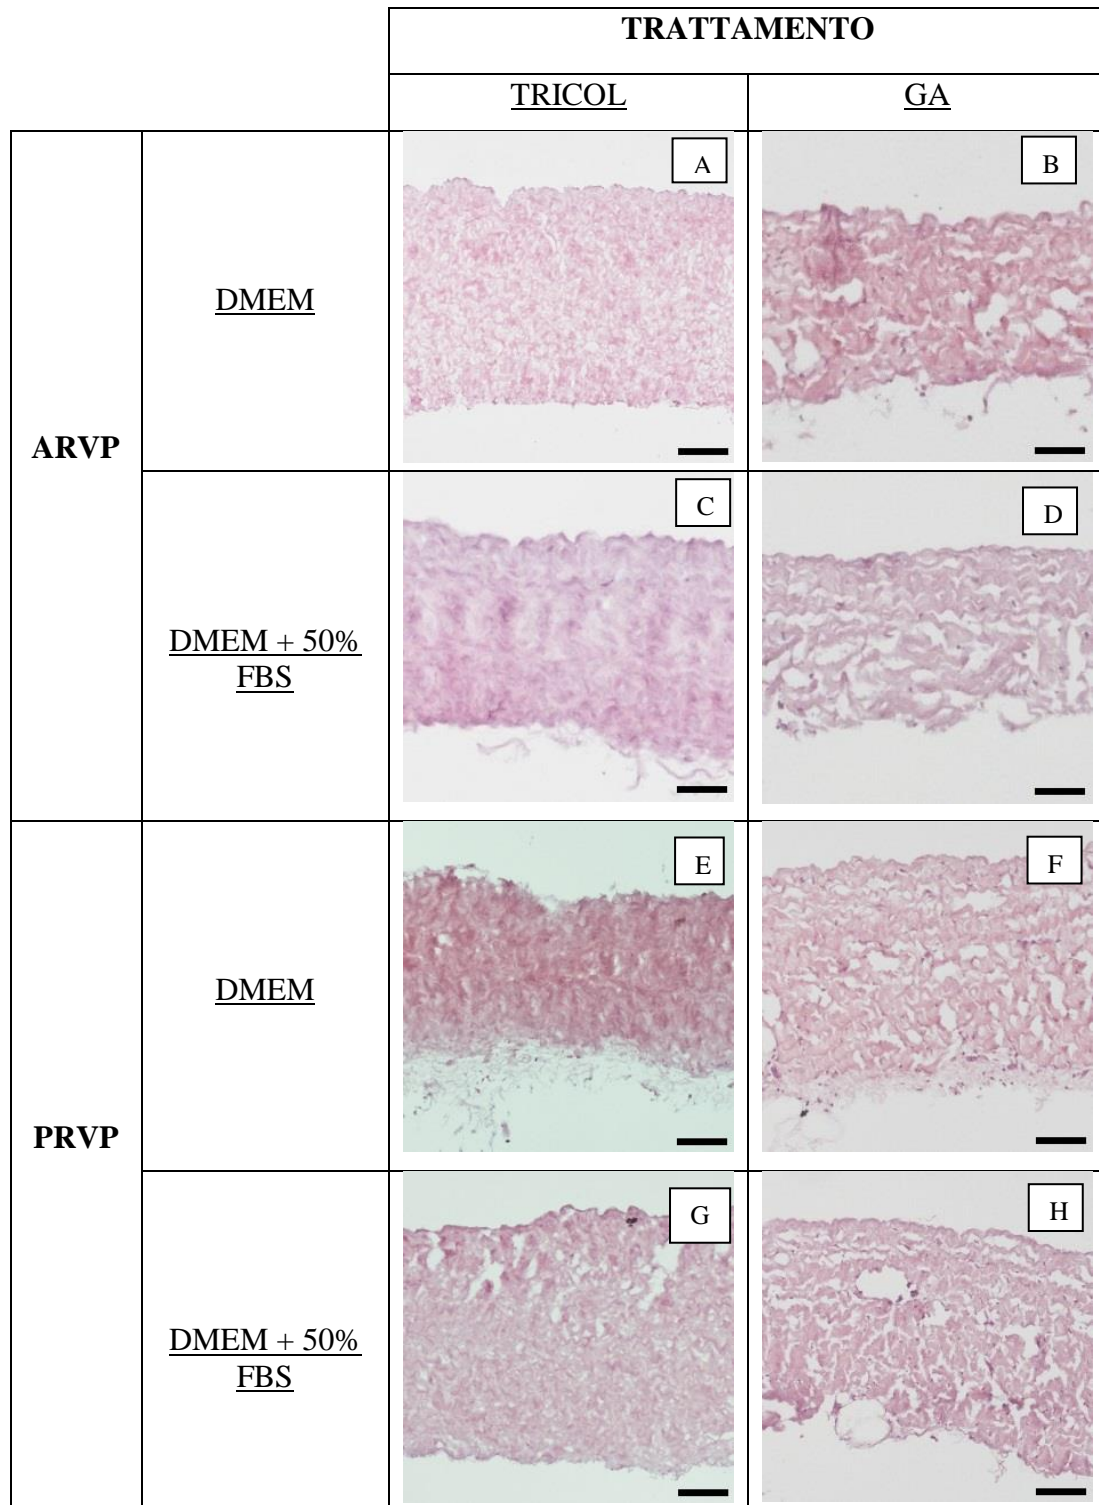 TRATTAMENTO
TRICOL
GA
ARVP
DMEM
A
B
DMEM + 50%
FBS
C
D
PRVP
DMEM
E
F
DMEM + 50%
FBS
G
H